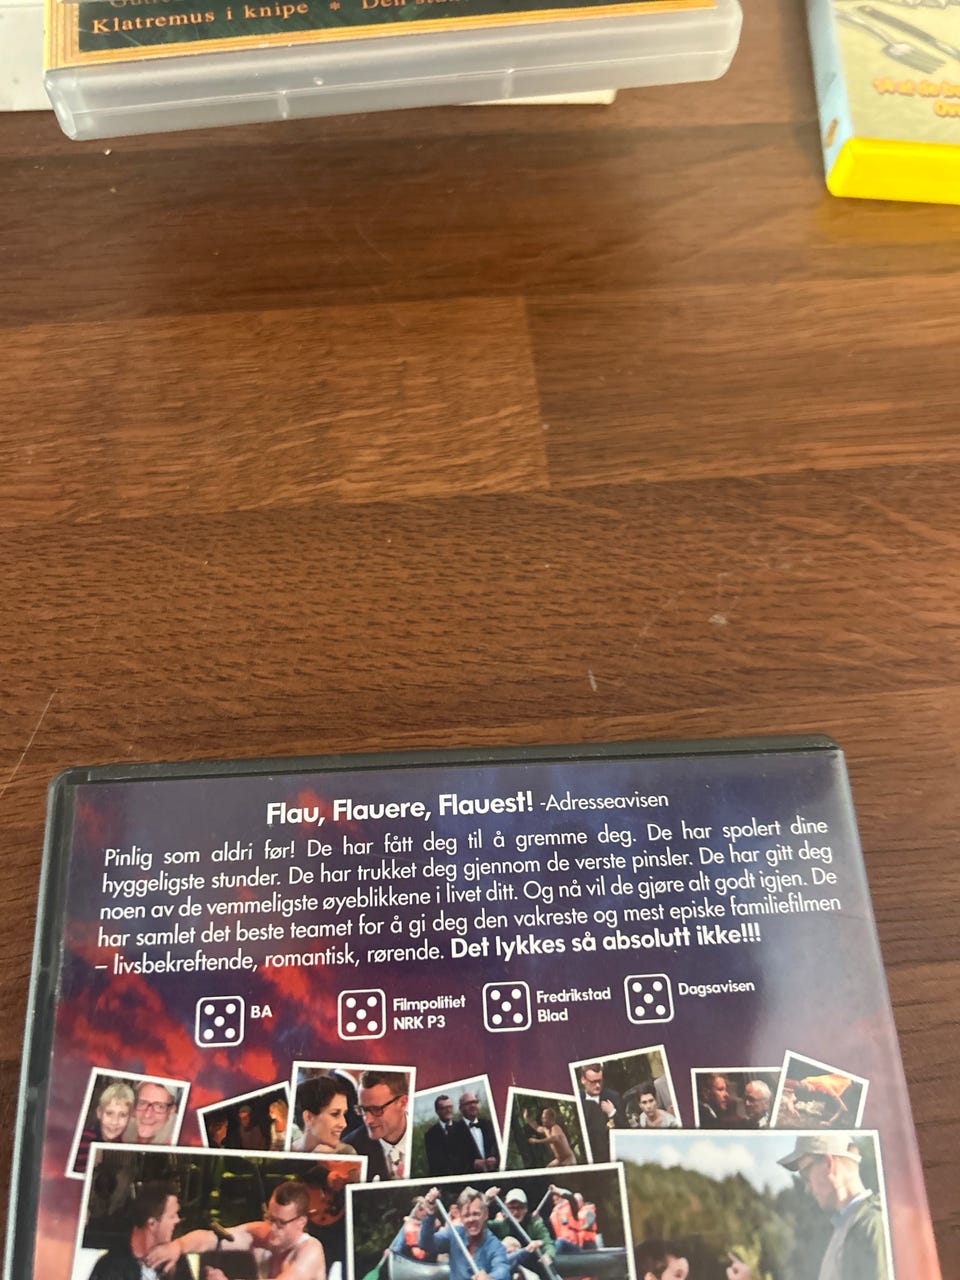 Klatremus i knipe * Den
Flau, Flauere, Flauest! -Adresseavisen
Pinlig som aldri før! De har fått deg til å gremme deg. De har spolert dine
hyggeligste stunder. De har trukket deg gjennom de verste pinsler. De har gitt deg
noen av de vemmeligste øyeblikkene i livet ditt. Og nå vil de gjøre alt godt igjen. De
har samlet det beste teamet for å gi deg den vakreste og mest episke familiefilmen
– livsbekreftende, romantisk, rørende. Det lykkes så absolutt ikke!!!
BA
Filmpolitiet
NRK P3
Fredrikstad
Blad
Dagsavisen